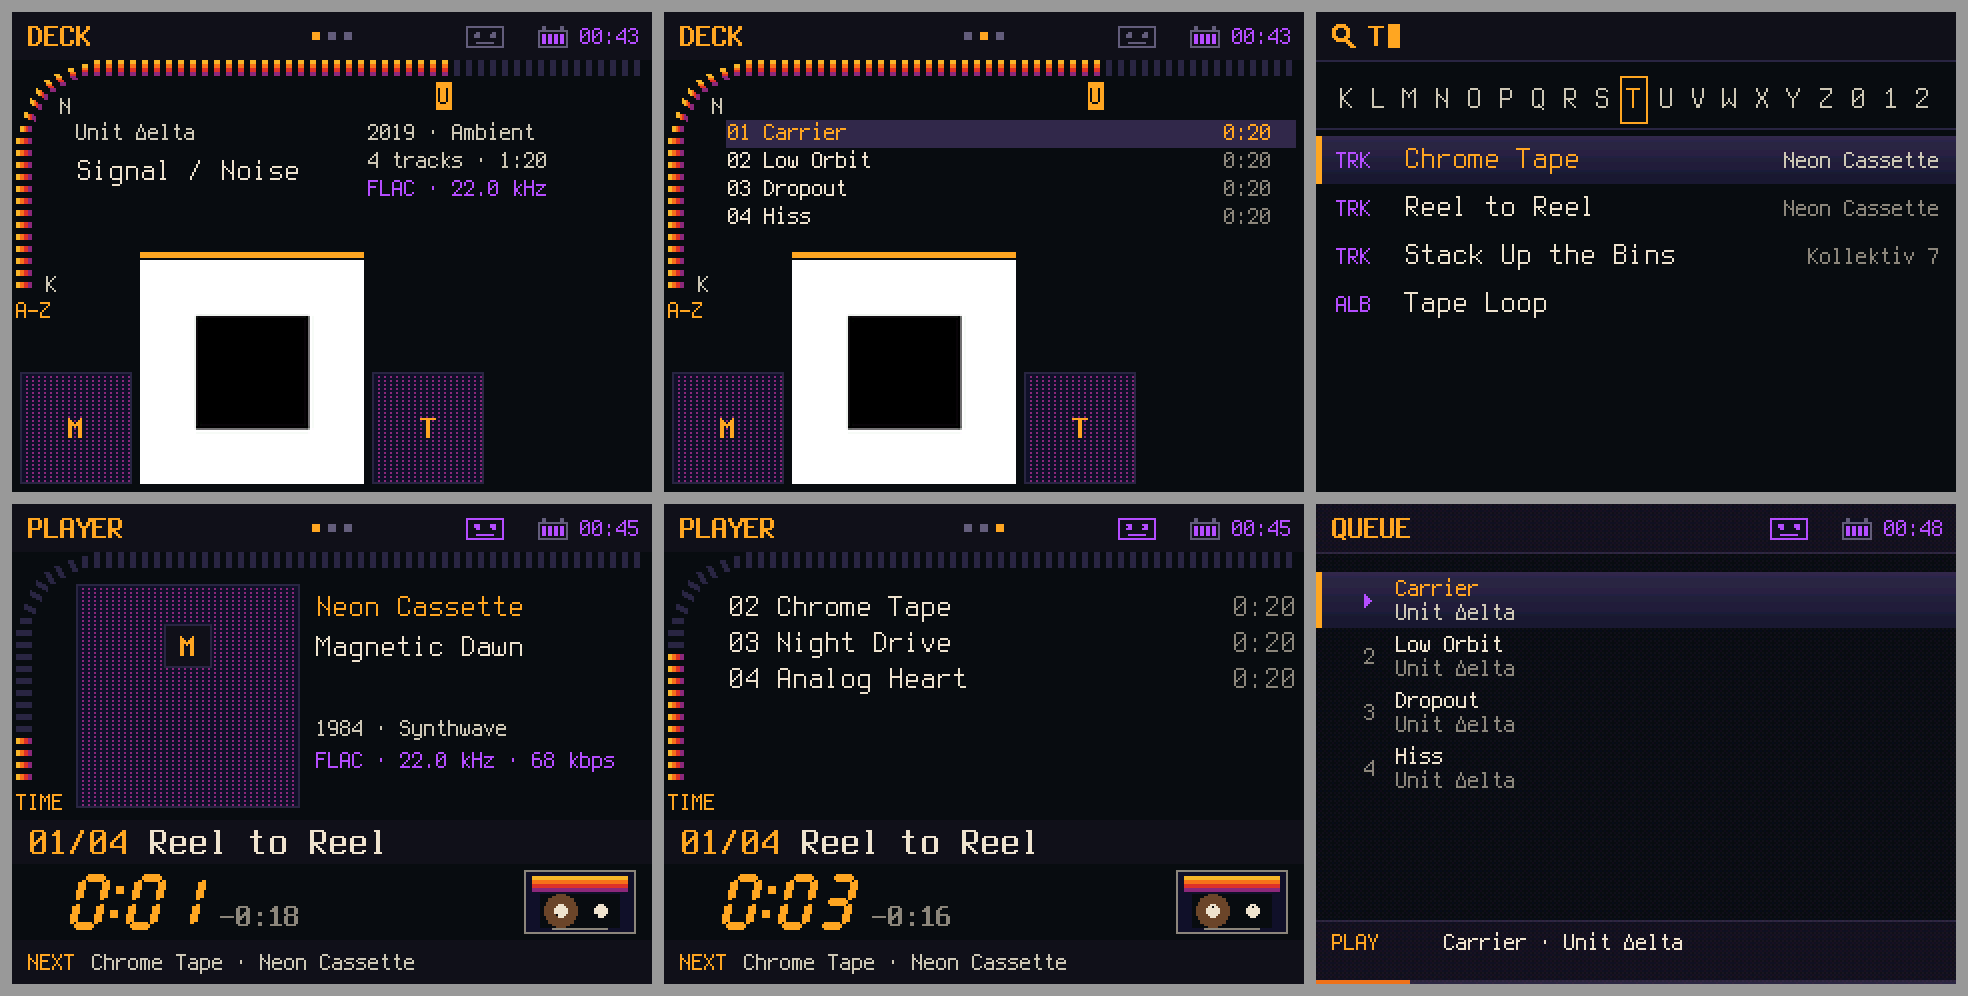 DECK
00:43
U
N
Unit Δelta
2019 · Ambient
4 tracks · 1:20
Signal / Noise
FLAC · 22.0 kHz
K
A-Z
M
T
DECK
00:43
U
N
01 Carrier 0:20
02 Low Orbit 0:20
03 Dropout 0:20
04 Hiss 0:20
K
A-Z
M
T
T
K L M N O P Q R S T U V W X Y Z 0 1 2
TRK Chrome Tape Neon Cassette
TRK Reel to Reel Neon Cassette
TRK Stack Up the Bins Kollektiv 7
ALB Tape Loop
PLAYER
00:45
M
Neon Cassette
Magnetic Dawn
1984 · Synthwave
FLAC · 22.0 kHz · 68 kbps
TIME
01/04 Reel to Reel
0:01 -0:18
NEXT Chrome Tape · Neon Cassette
PLAYER
00:45
02 Chrome Tape 0:20
03 Night Drive 0:20
04 Analog Heart 0:20
TIME
01/04 Reel to Reel
0:03 -0:16
NEXT Chrome Tape · Neon Cassette
QUEUE
00:48
Carrier
Unit Δelta
2 Low Orbit
Unit Δelta
3 Dropout
Unit Δelta
4 Hiss
Unit Δelta
PLAY Carrier · Unit Δelta